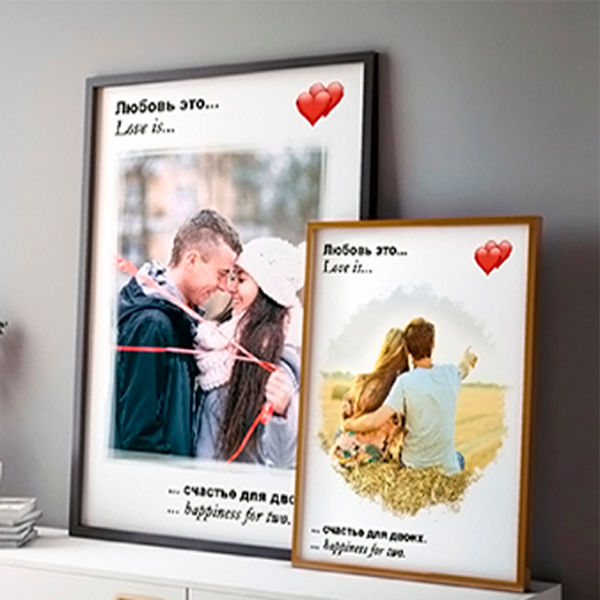 Любовь это...
Love is...
... счастье для дво
... happiness for two.
Любовь это...
Love is...
... счастье для двоих.
... happiness for two.